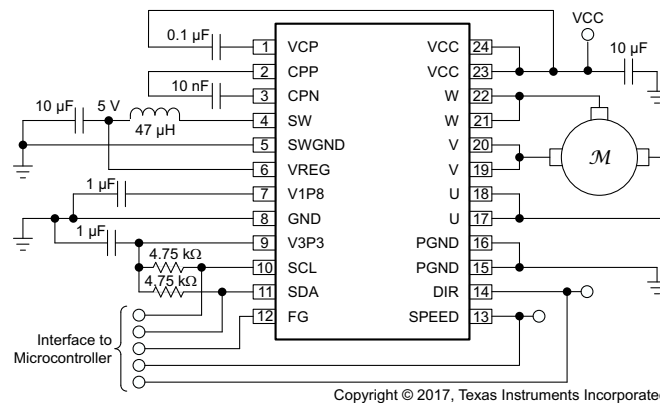 VCC
0.1 µF
10 µF
1 VCP VCC 24
2 CPP VCC 23
10 nF
3 CPN W 22
10 µF 5 V
47 µH
4 SW W 21
5 SWGND V 20
M
6 VREG V 19
1 µF
7 V1P8 U 18
8 GND U 17
1 µF
9 V3P3 PGND 16
4.75 kΩ
10 SCL PGND 15
4.75 kΩ
11 SDA DIR 14
12 FG SPEED 13
Interface to
Microcontroller
Copyright © 2017, Texas Instruments Incorporated